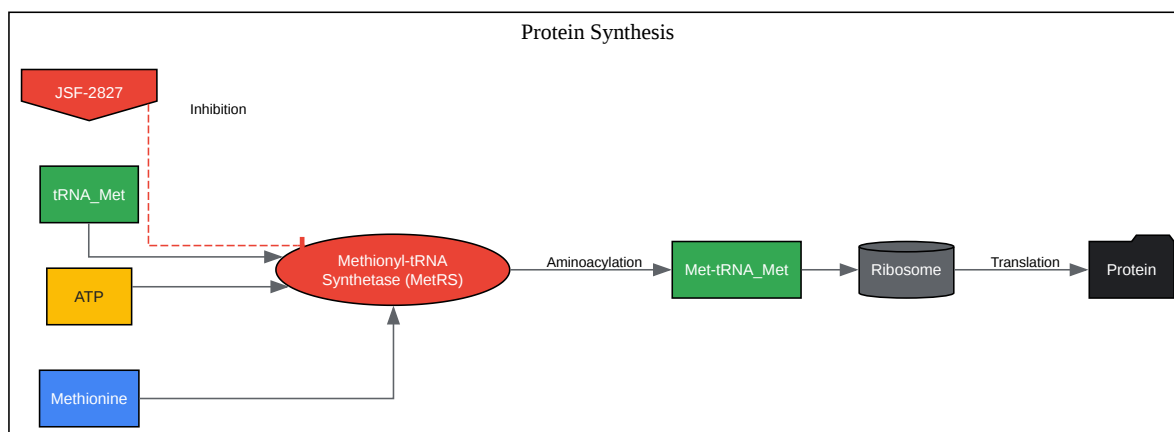 Protein Synthesis
JSF-2827
Inhibition
tRNA_Met
ATP
Methionine
Methionyl-tRNA
Synthetase (MetRS)
Aminoacylation
Met-tRNA_Met
Ribosome
Translation
Protein